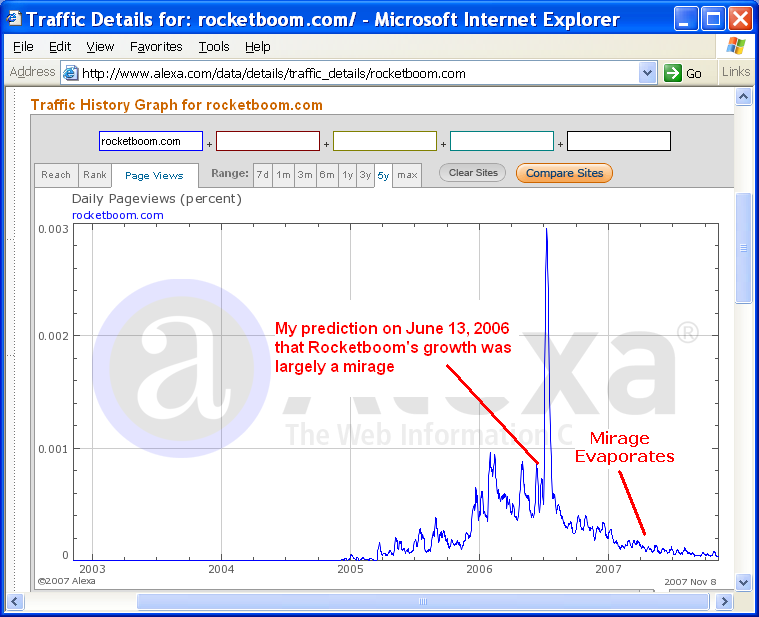 Traffic Details for: rocketboom.com/ - Microsoft Internet Explorer
File Edit View Favorites Tools Help
Address http://www.alexa.com/data/details/traffic_details/rocketboom.com Go Links
Traffic History Graph for rocketboom.com
rocketboom.com + + + +
Reach Rank Page Views Range: 7d 1m 3m 6m 1y 3y 5y max Clear Sites Compare Sites
Daily Pageviews (percent)
rocketboom.com
0.003
0.002
0.001
0
a Alexa ®
The Web Information C
My prediction on June 13, 2006
that Rocketboom's growth was
largely a mirage
Mirage
Evaporates
2003 2004 2005 2006 2007
©2007 Alexa 2007 Nov 8